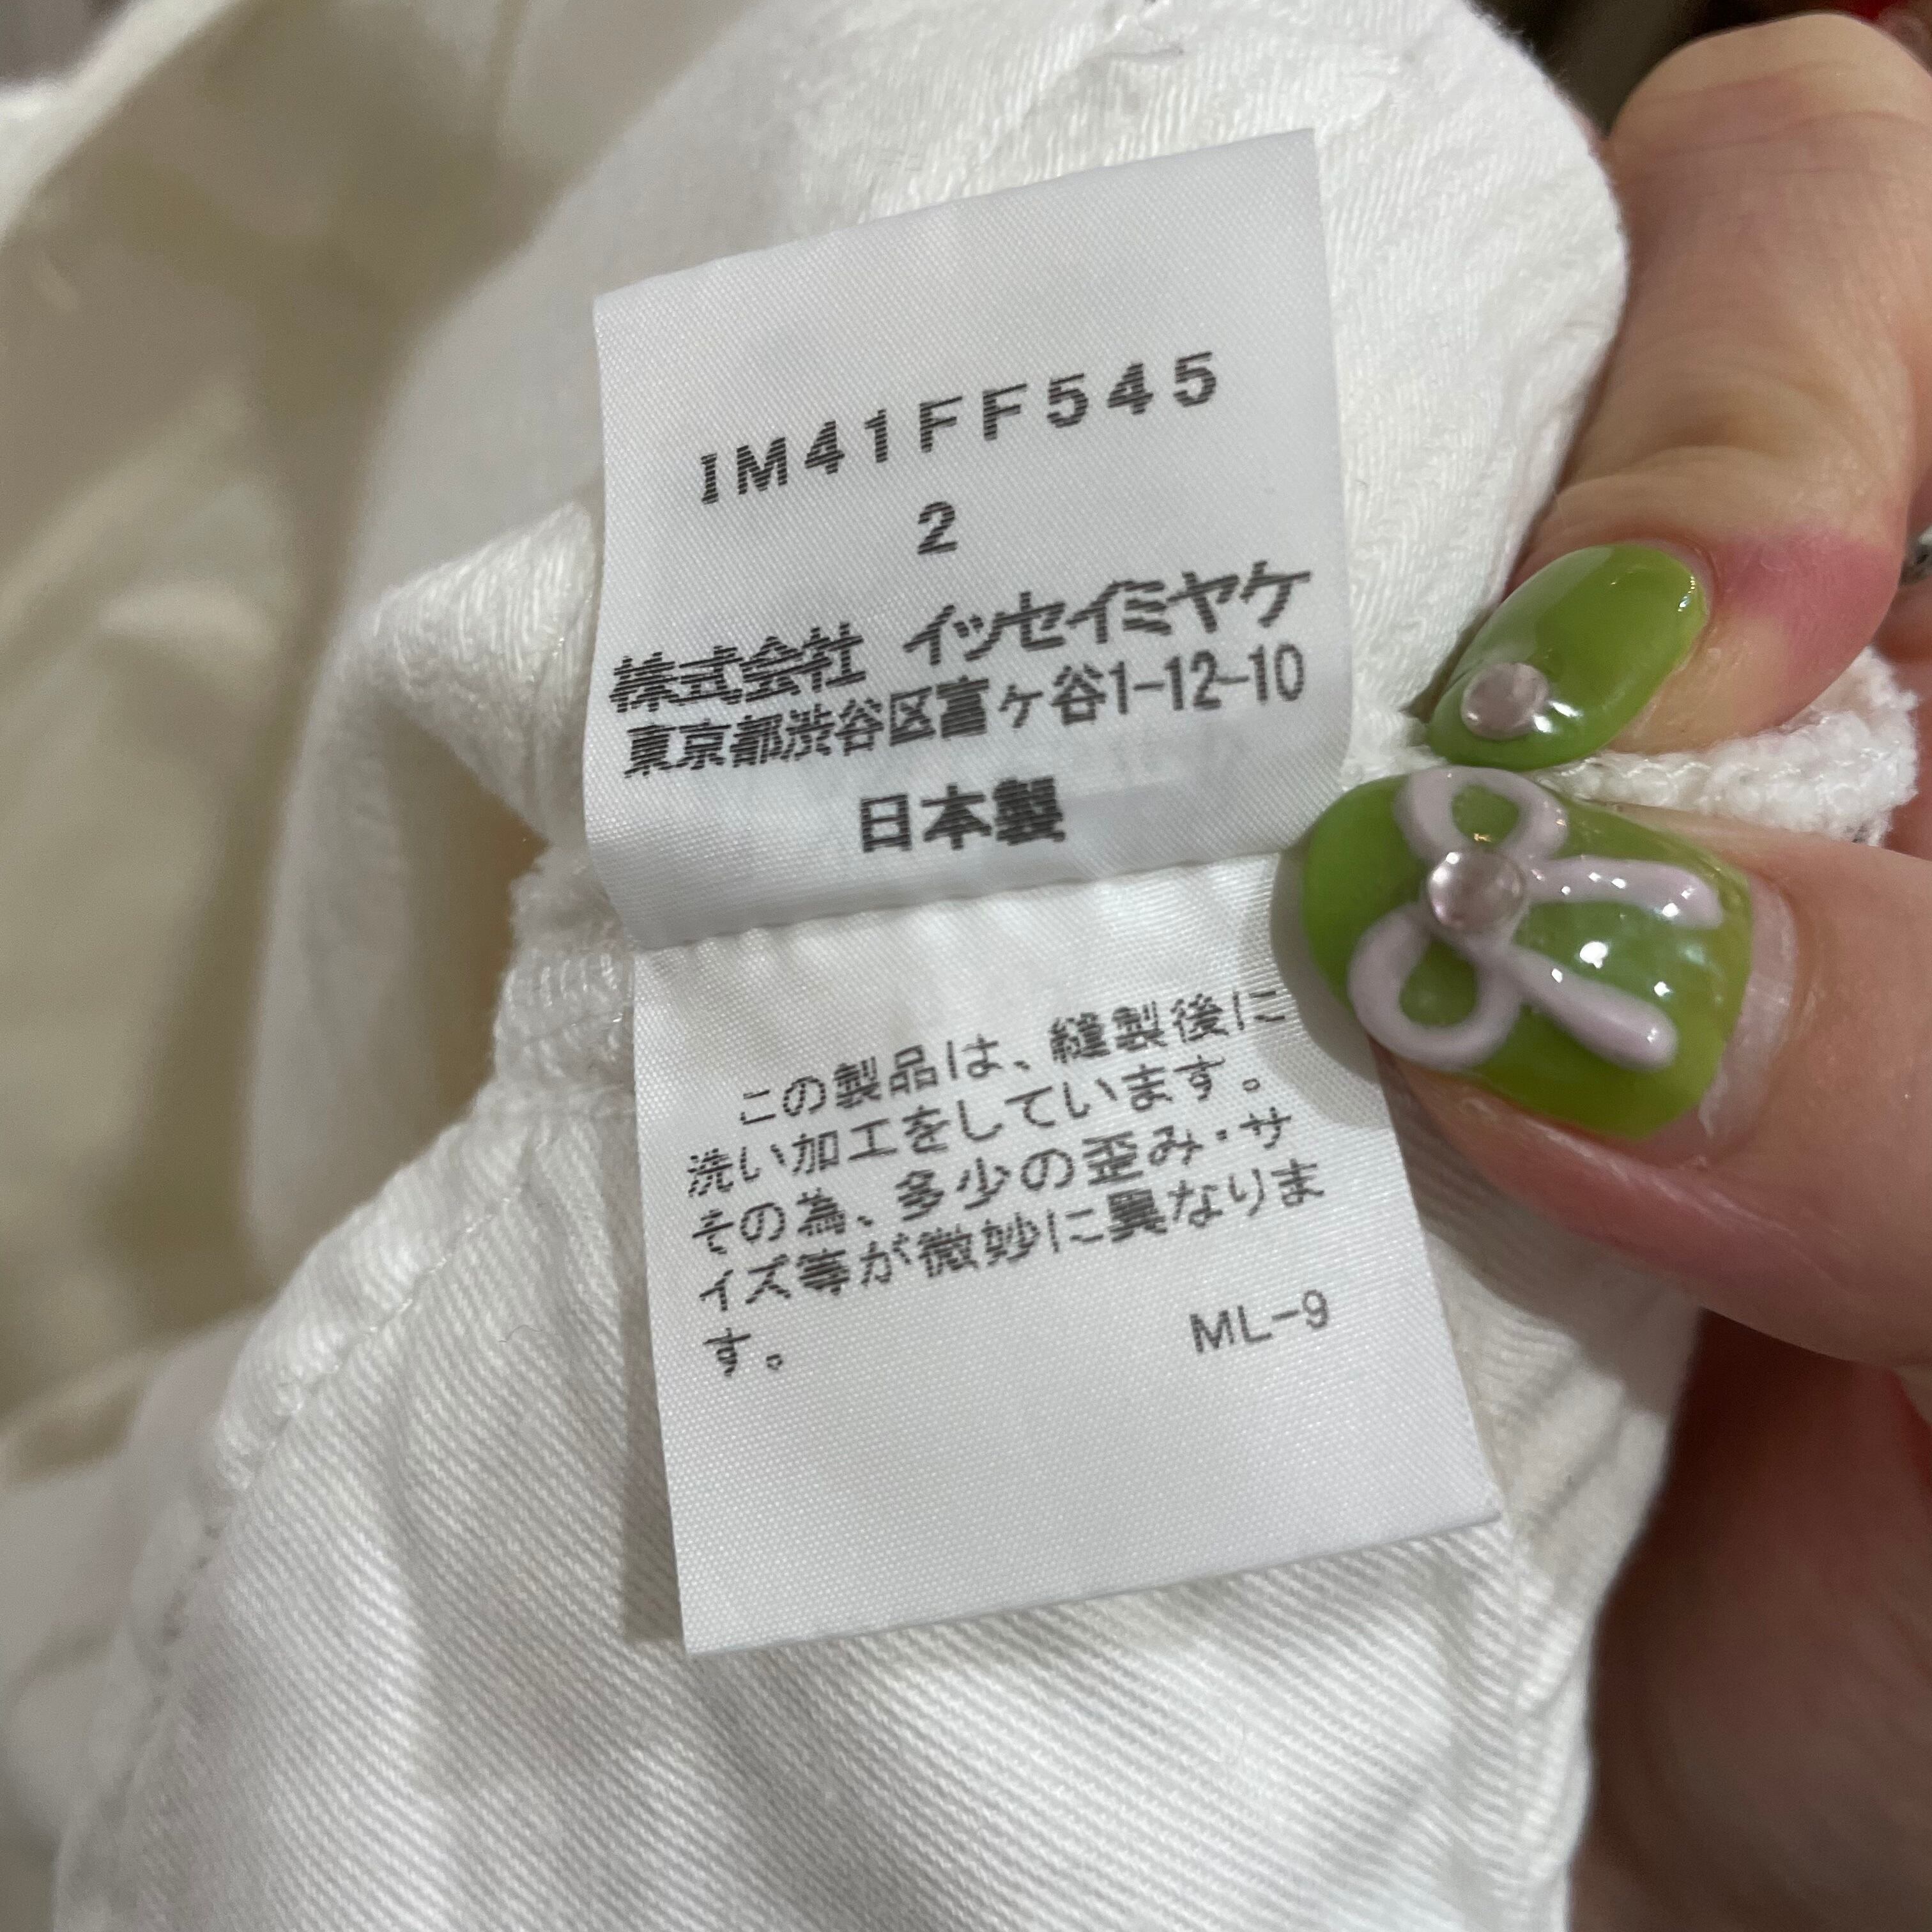 IM41FF545
2
株式会社 イッセイミヤケ
東京都渋谷区富ヶ谷1-12-10
日本製
この製品は、縫製後に
洗い加工をしています。
その為、多少の歪み・サ
イズ等が微妙に異なりま
す。
ML-9